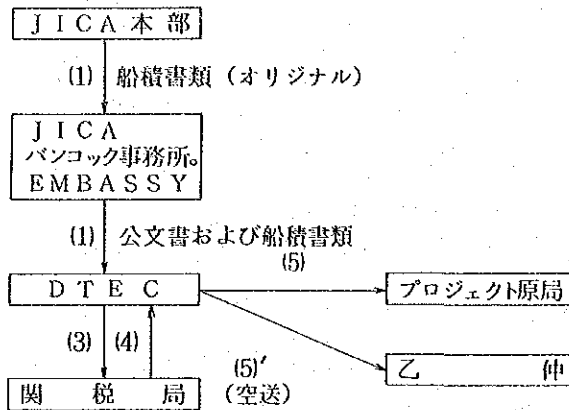 JICA本部
(1) 船積書類(オリジナル)
JICA
バンコック事務所。
EMBASSY
(1) 公文書および船積書類
(5)
DTEC
プロジェクト原局
(3) (4)
(5)′
(空送)
乙仲
関税局